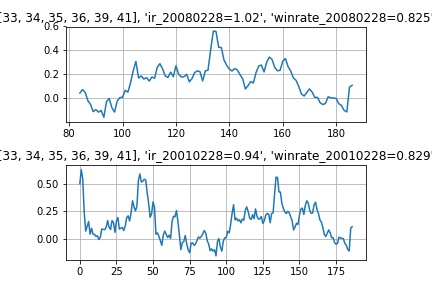 [33, 34, 35, 36, 39, 41], 'ir_20080228=1.02', 'winrate_20080228=0.825'
0.6
0.4
0.2
0.0
80 100 120 140 160 180
[33, 34, 35, 36, 39, 41], 'ir_20010228=0.94', 'winrate_20010228=0.829'
0.50
0.25
0.00
0 25 50 75 100 125 150 175